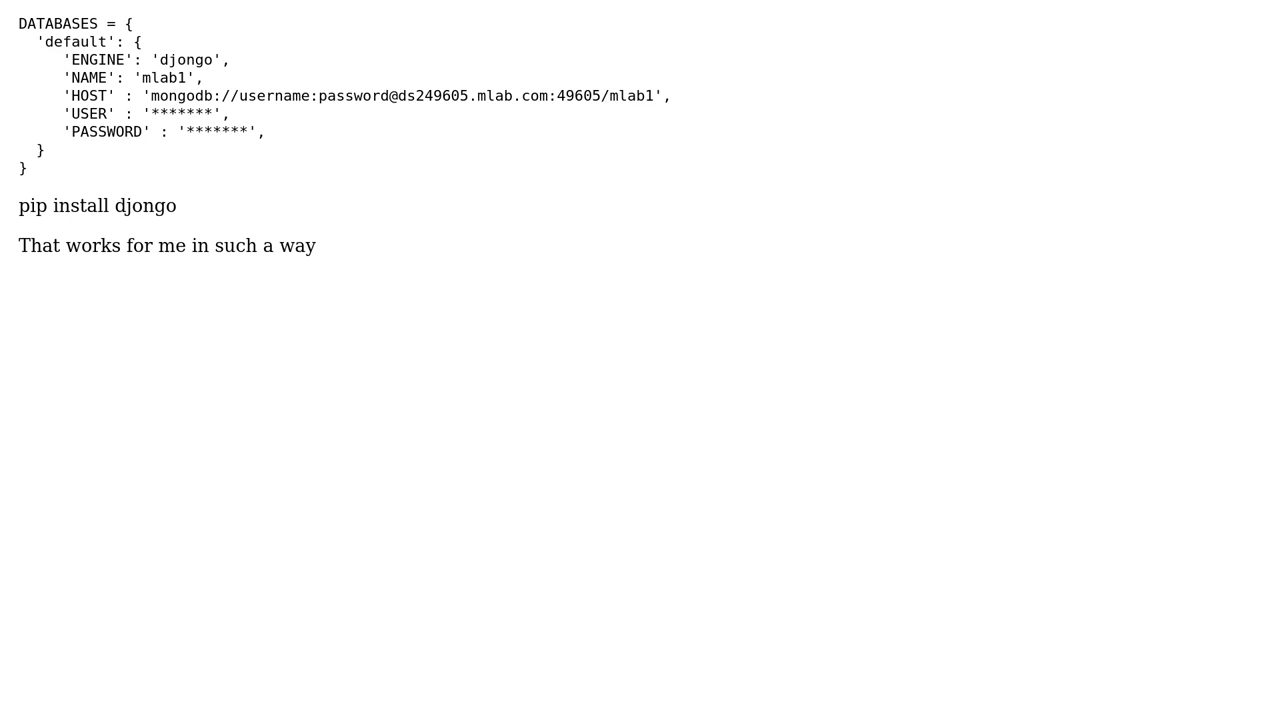 DATABASES = {
  'default': {
     'ENGINE': 'djongo',
     'NAME': 'mlab1',
     'HOST' : 'mongodb://username:password@ds249605.mlab.com:49605/mlab1',
     'USER' : '*******',
     'PASSWORD' : '*******',
  }
}
pip install djongo
That works for me in such a way